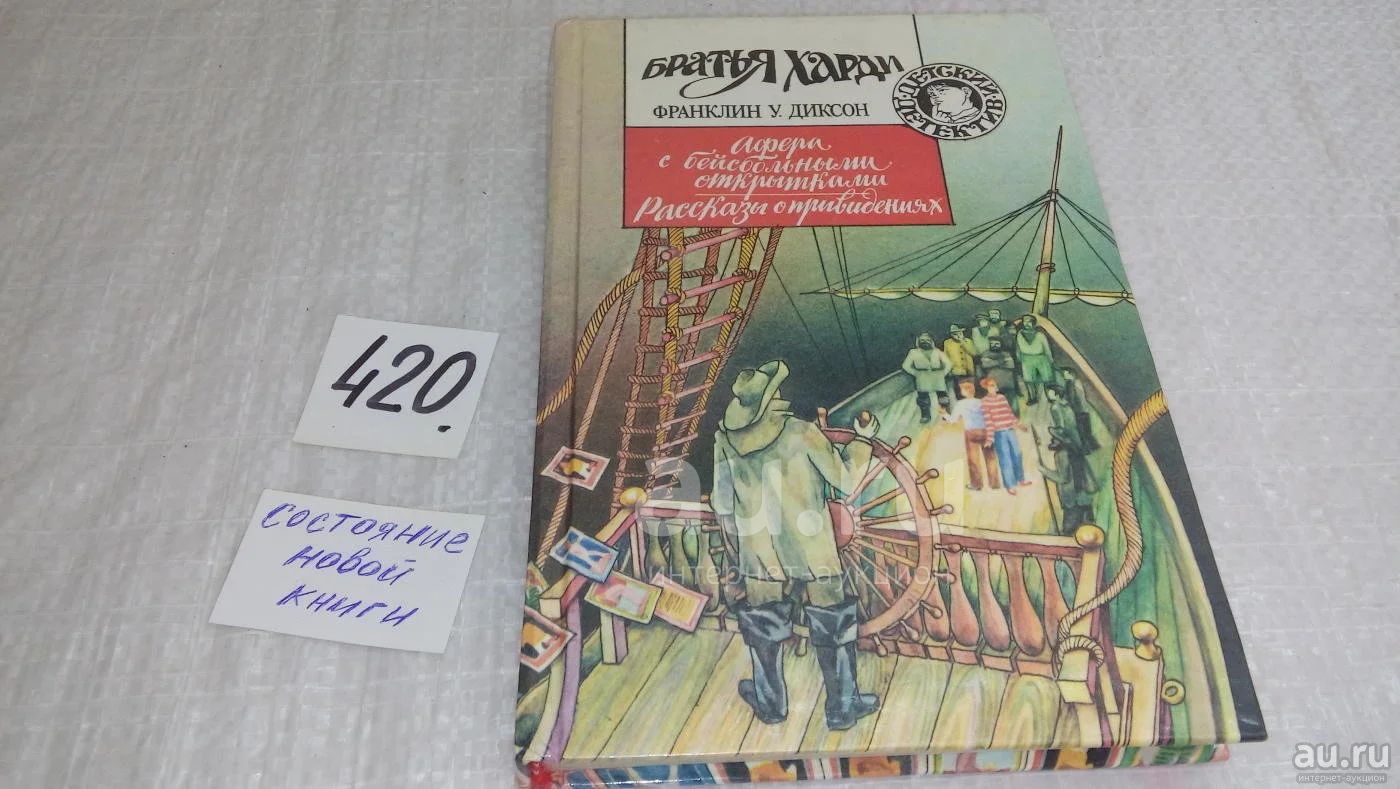 БРАТЬЯ ХАРДИ
ФРАНКЛИН У. ДИКСОН
ДЕТСКИЙ ДЕТЕКТИВ
Афера
с бейсбольными
открытками
Рассказы о привидениях
420.
состояние
новой
книги
au.ru
интернет-аукцион
au.ru
интернет-аукцион